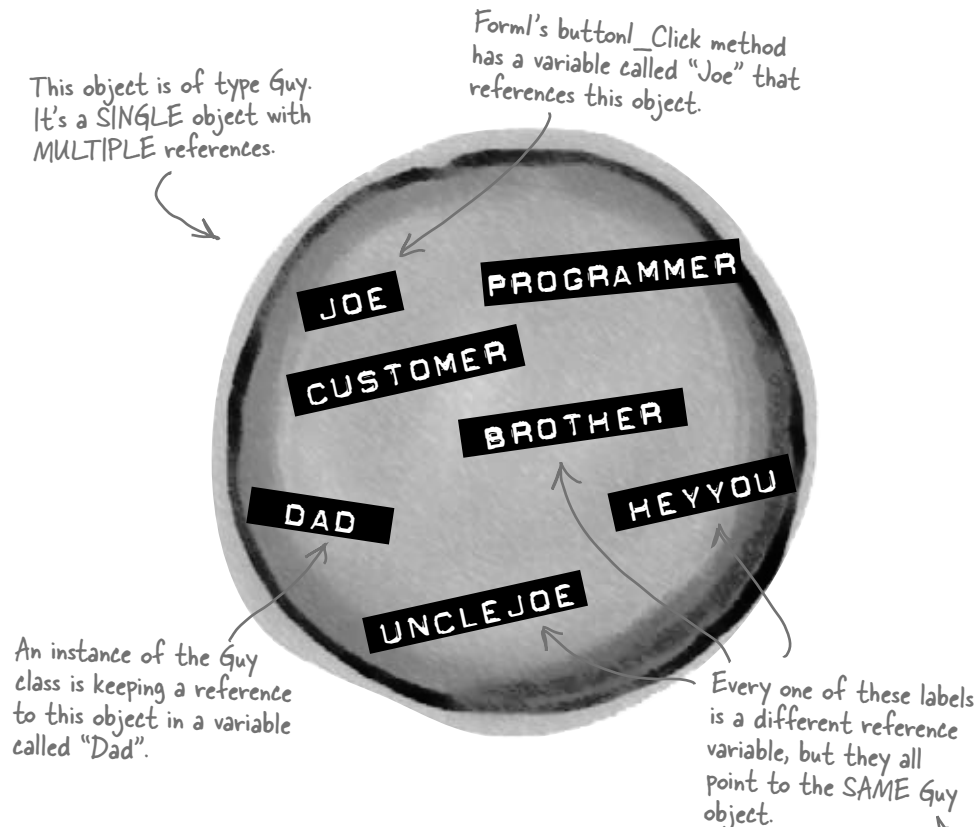 Form1's button1_Click method
has a variable called "Joe" that
references this object.
This object is of type Guy.
It's a SINGLE object with
MULTIPLE references.
JOE
PROGRAMMER
CUSTOMER
BROTHER
HEYYOU
DAD
UNCLEJOE
An instance of the Guy
class is keeping a reference
to this object in a variable
called "Dad".
Every one of these labels
is a different reference
variable, but they all
point to the SAME Guy
object.